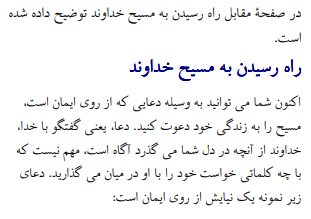 در صفحهٔ مقابل راه رسیدن به مسیح خداوند توضیح داده شده
است.
راه رسیدن به مسیح خداوند
اکنون شما می توانید به وسیله دعایی که از روی ایمان است،
مسیح را به زندگی خود دعوت کنید. دعا، یعنی گفتگو با خدا،
خداوند از آنچه در دل شما می گذرد آگاه است، مهم نیست که
با چه کلماتی خواست خود را با او در میان می گذارید. دعای
زیر نمونه یک نیایش از روی ایمان است: